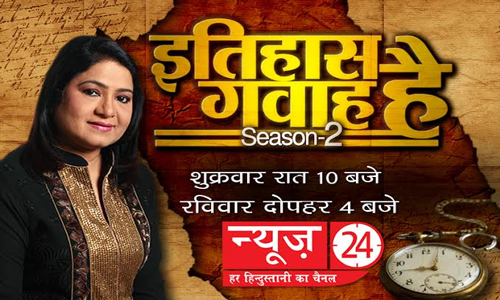 इतिहास
गवाह है
Season-2
शुक्रवार रात 10 बजे
रविवार दोपहर 4 बजे
न्यूज़ 24
हर हिन्दुस्तानी का चैनल